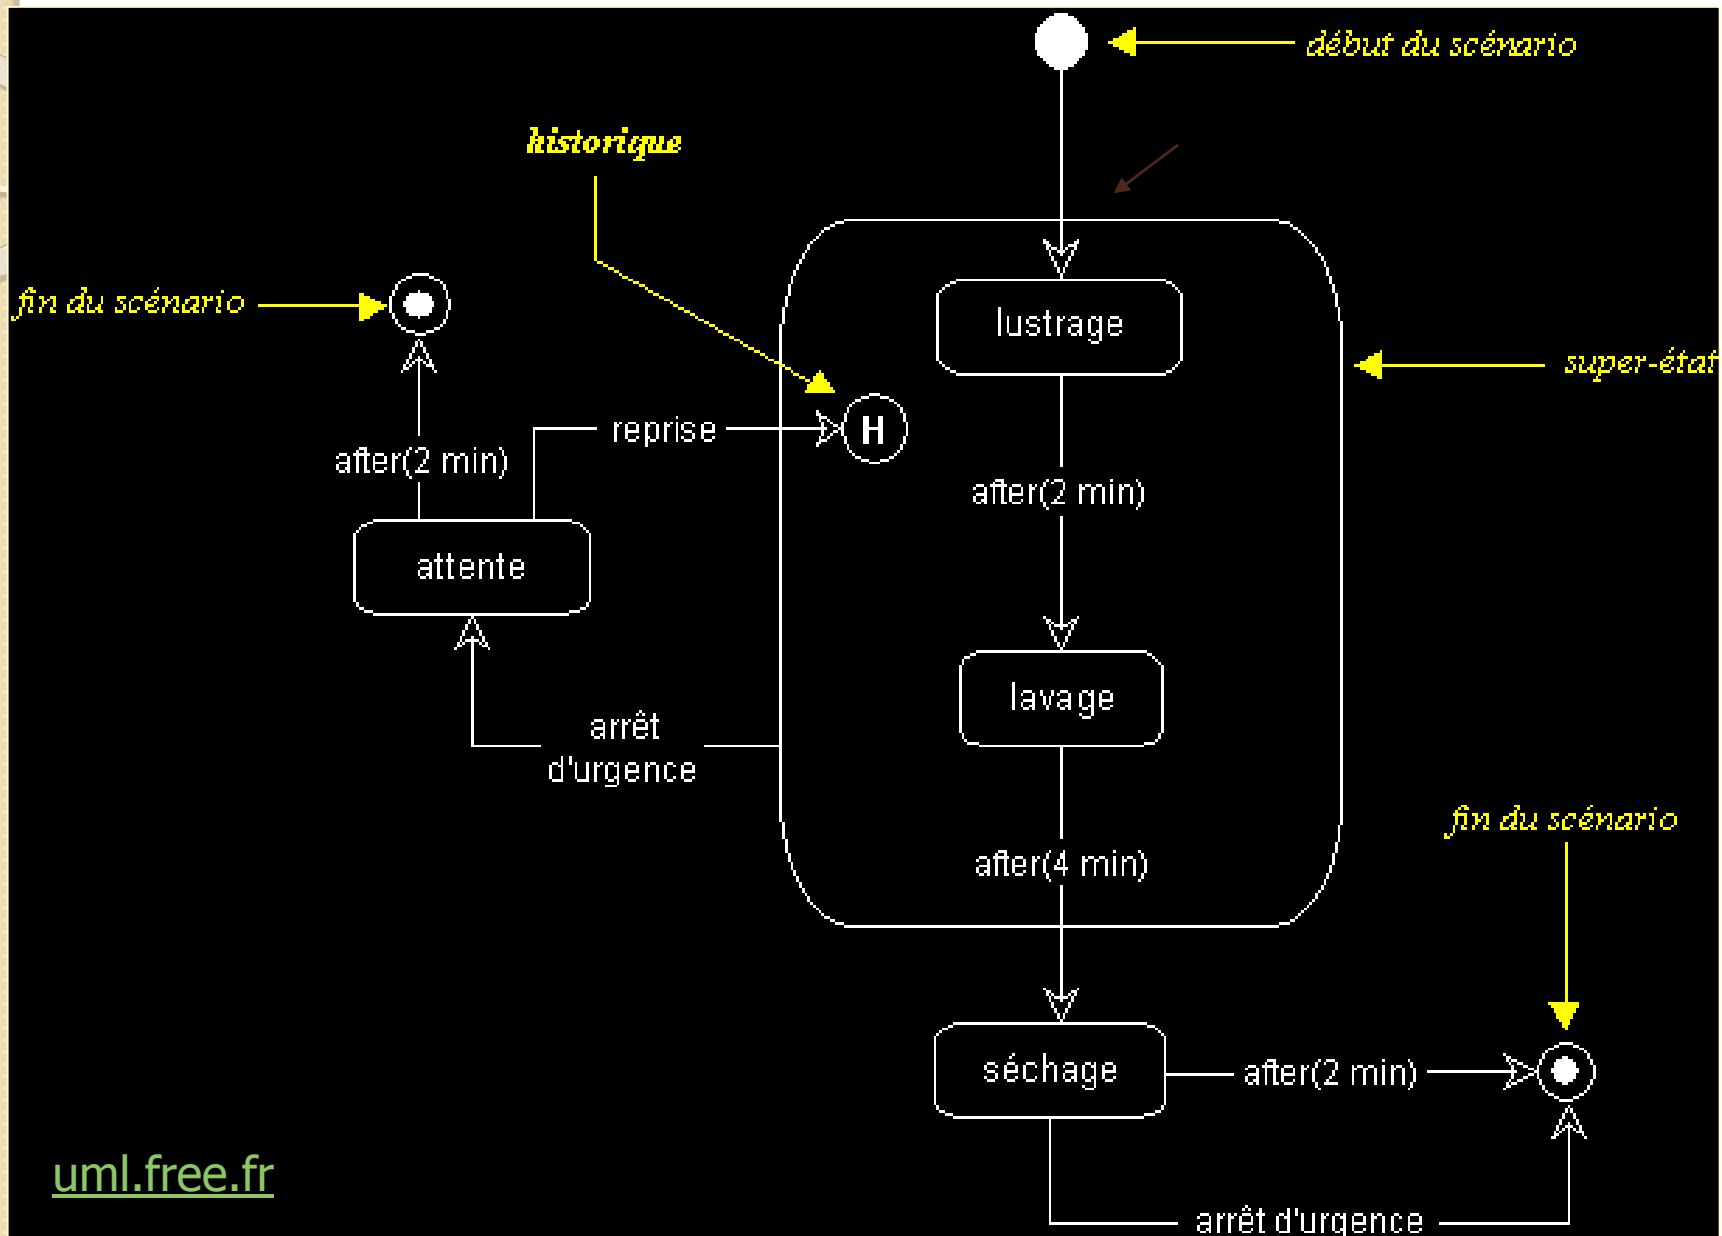 début du scénario
historique
fin du scénario
lustrage
super-état
reprise
H
after(2 min)
after(2 min)
attente
lavage
arrêt
d'urgence
fin du scénario
after(4 min)
séchage
after(2 min)
uml.free.fr
arrêt d'urgence